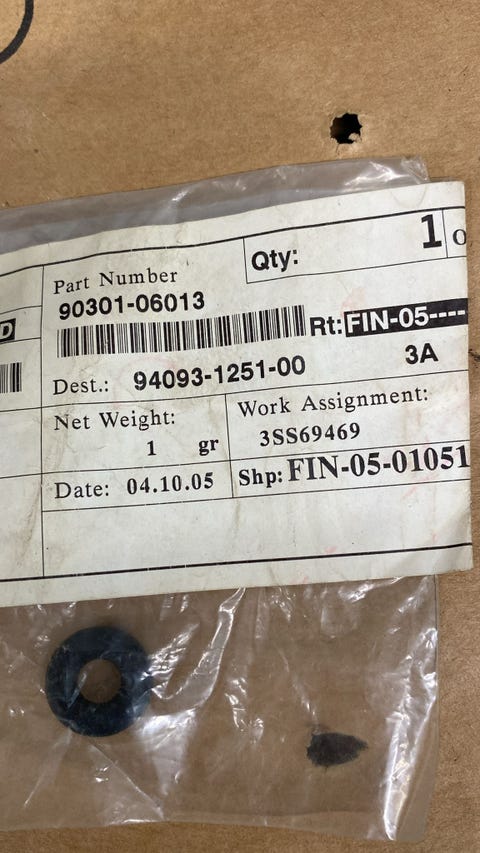 Qty: 1 o
Part Number
90301-06013
D
Rt: FIN-05----
Dest.: 94093-1251-00 3A
Net Weight:
1 gr
Work Assignment:
3SS69469
Date: 04.10.05
Shp: FIN-05-01051